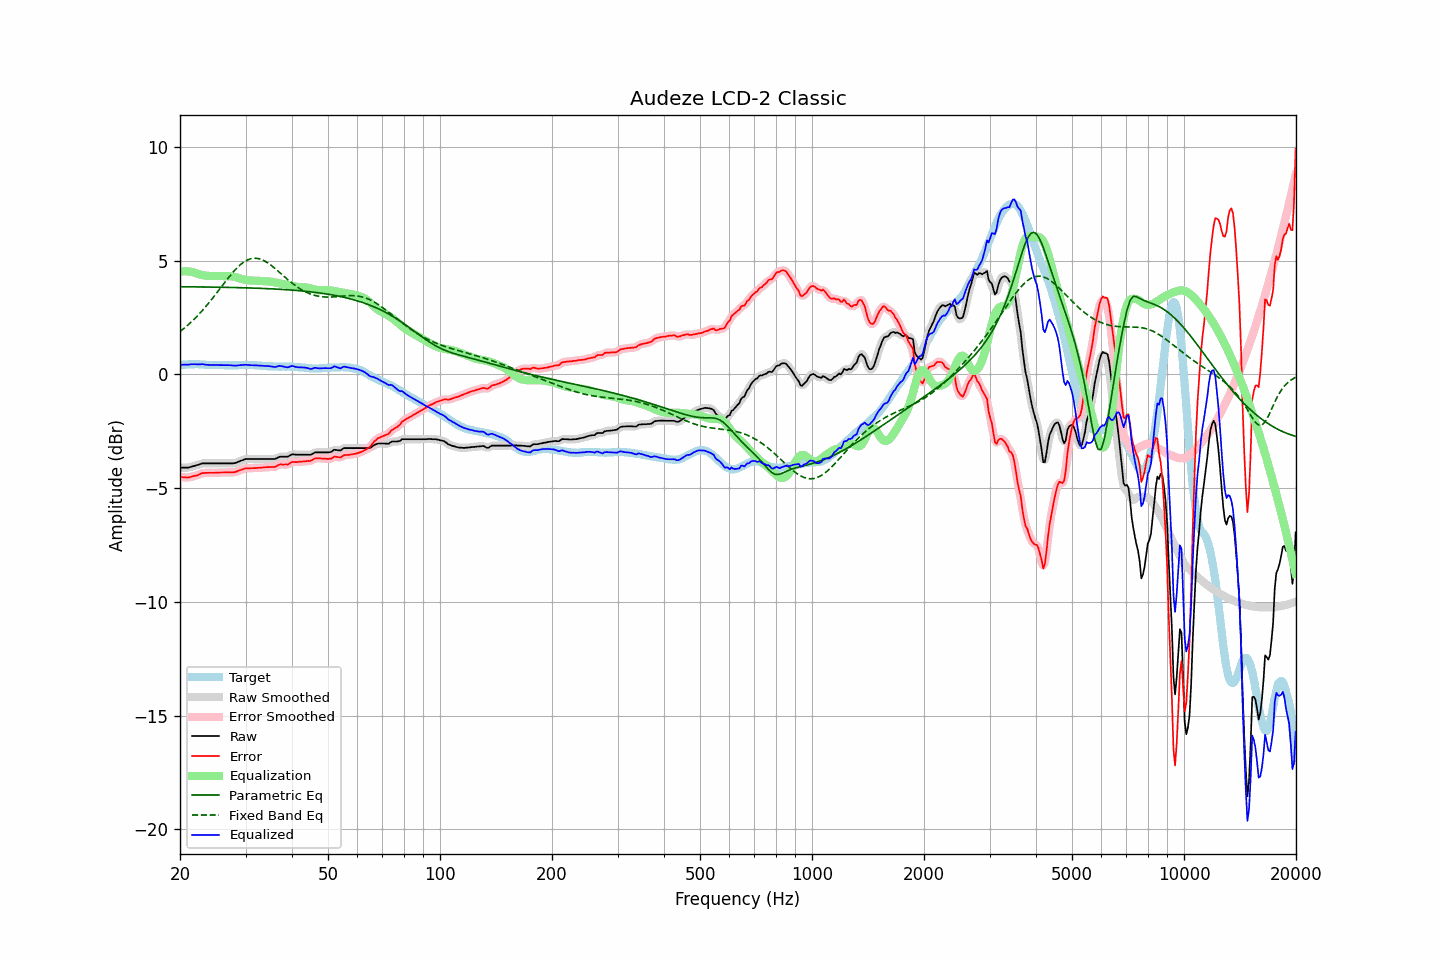 Audeze LCD-2 Classic
Amplitude (dBr)
10
5
0
−5
−10
−15
−20
Target
Raw Smoothed
Error Smoothed
Raw
Error
Equalization
Parametric Eq
Fixed Band Eq
Equalized
20 50 100 200 500 1000 2000 5000 10000 20000
Frequency (Hz)